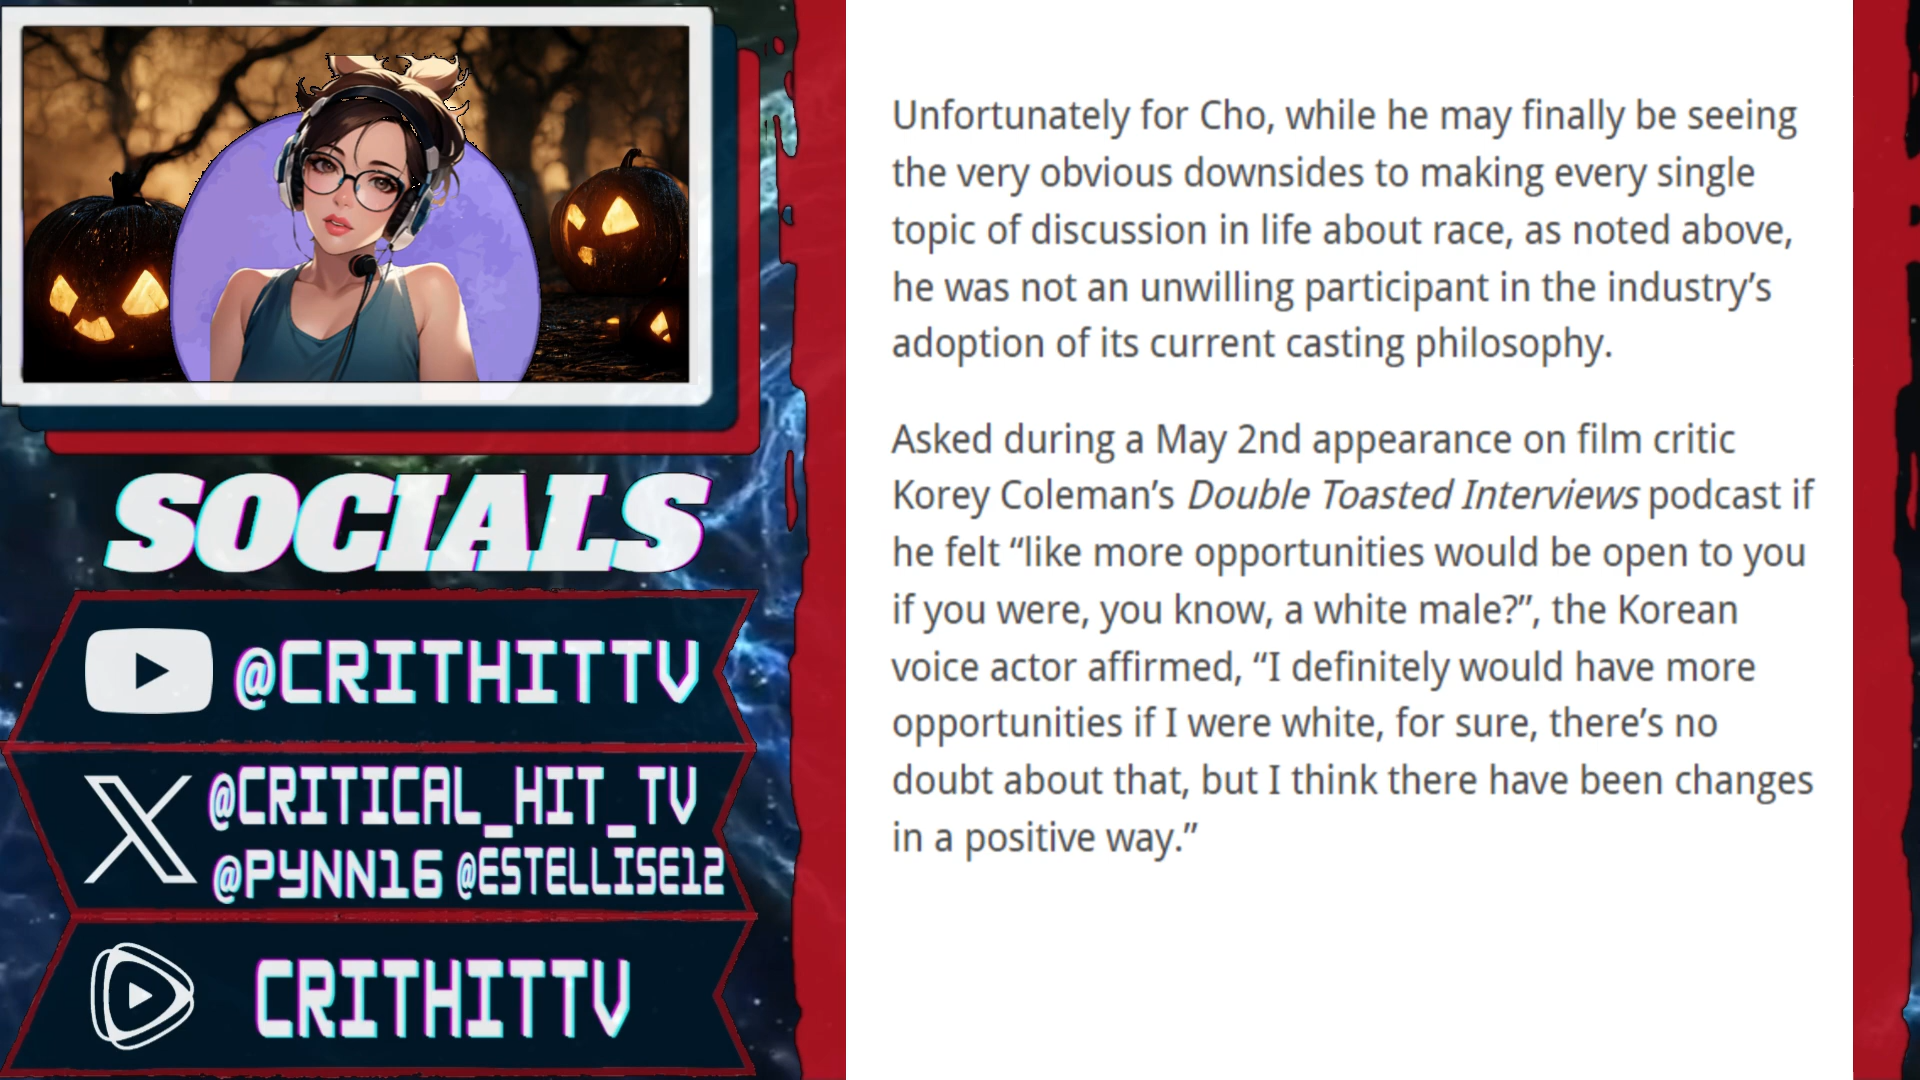 SOCIALS
@CRITHITTV
@CRITICAL_HIT_TV
@PYNN16 @ESTELLISE12
CRITHITTV
Unfortunately for Cho, while he may finally be seeing
the very obvious downsides to making every single
topic of discussion in life about race, as noted above,
he was not an unwilling participant in the industry’s
adoption of its current casting philosophy.
Asked during a May 2nd appearance on film critic
Korey Coleman’s Double Toasted Interviews podcast if
he felt “like more opportunities would be open to you
if you were, you know, a white male?”, the Korean
voice actor affirmed, “I definitely would have more
opportunities if I were white, for sure, there’s no
doubt about that, but I think there have been changes
in a positive way.”